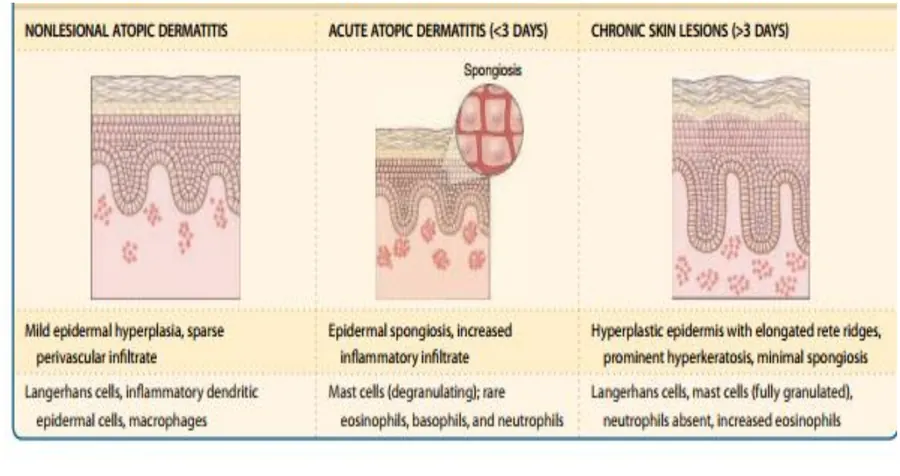 NONLESIONAL ATOPIC DERMATITIS
ACUTE ATOPIC DERMATITIS (<3 DAYS)
CHRONIC SKIN LESIONS (>3 DAYS)
Spongiosis
Mild epidermal hyperplasia, sparse
perivascular infiltrate
Epidermal spongiosis, increased
inflammatory infiltrate
Hyperplastic epidermis with elongated rete ridges,
prominent hyperkeratosis, minimal spongiosis
Langerhans cells, inflammatory dendritic
epidermal cells, macrophages
Mast cells (degranulating); rare
eosinophils, basophils, and neutrophils
Langerhans cells, mast cells (fully granulated),
neutrophils absent, increased eosinophils